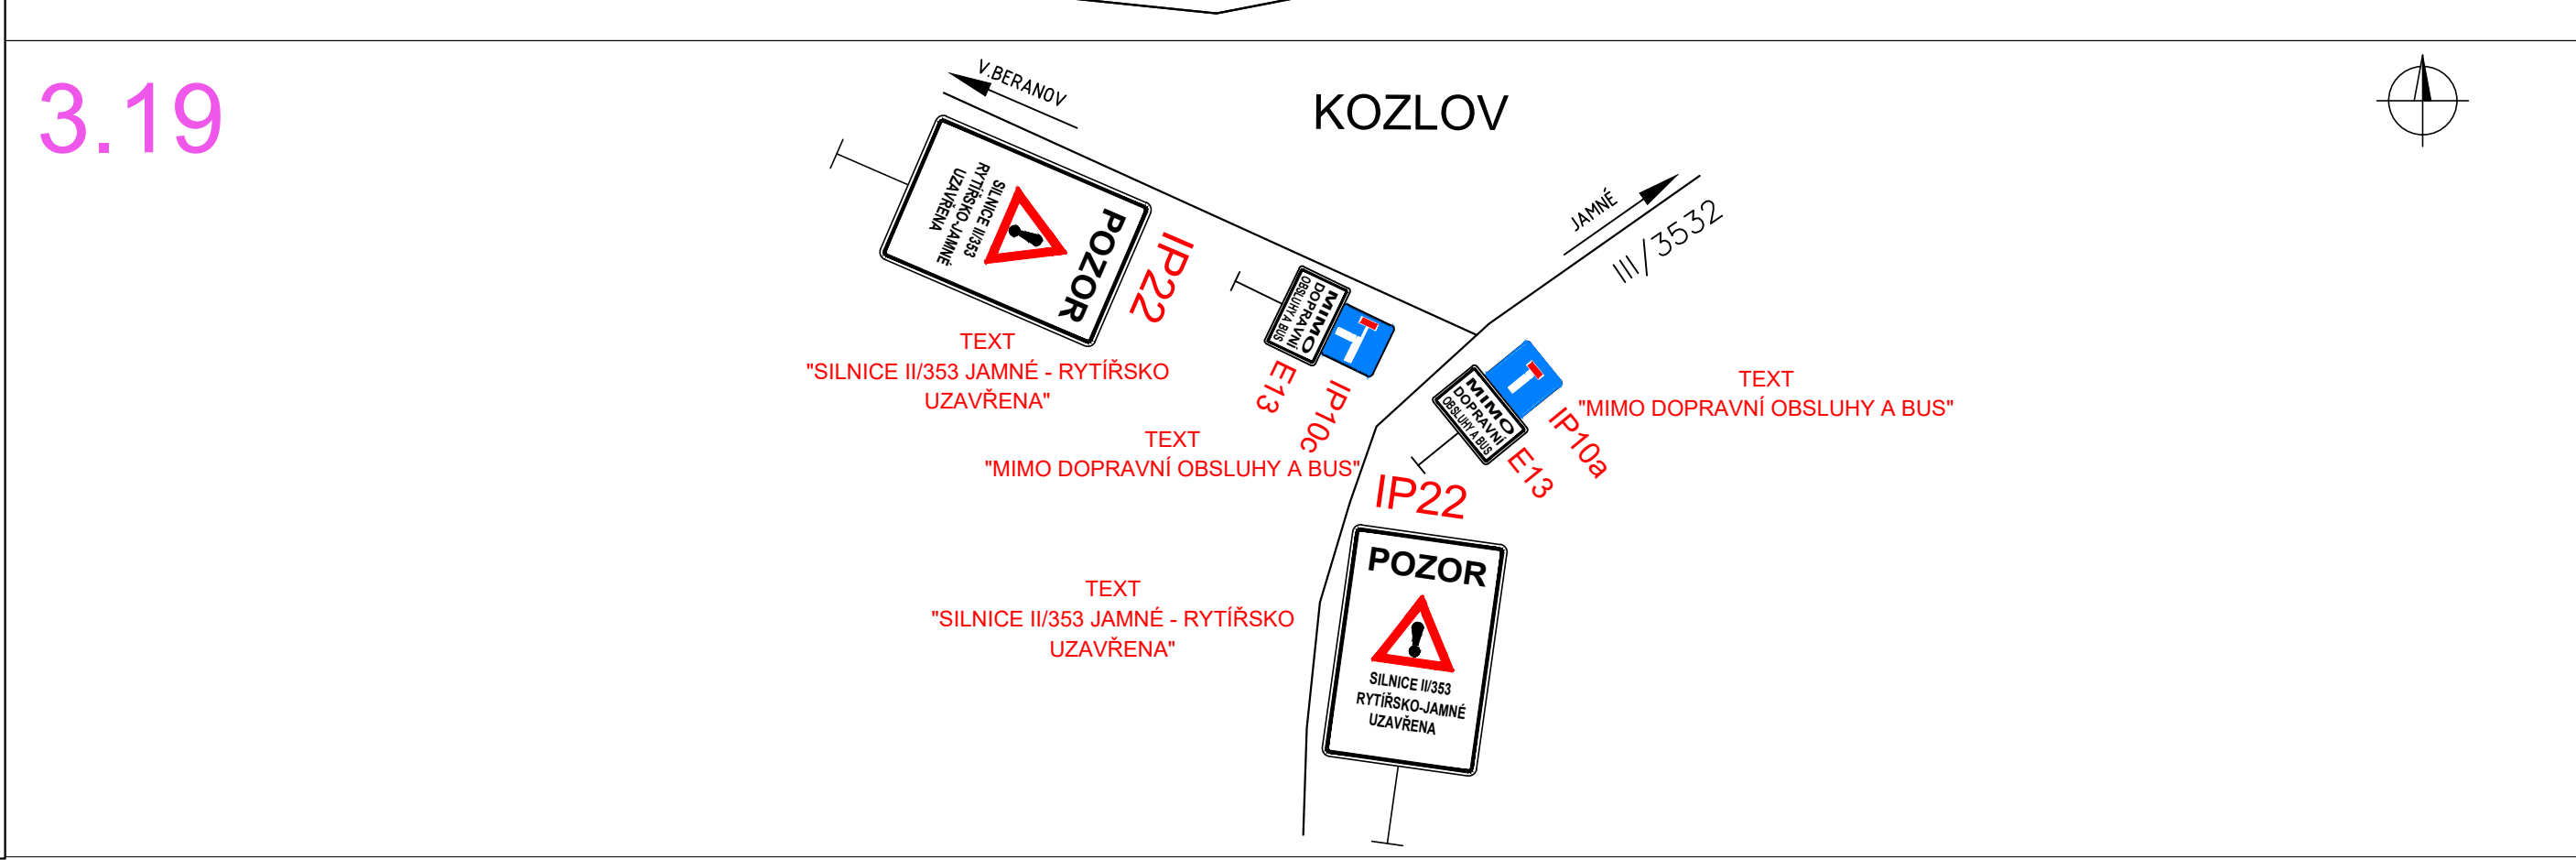 3.19
V.BERANOV
KOZLOV
JAMNÉ
III/3532
POZOR
SILNICE II/353
RYTÍŘSKO-JAMNÉ
UZAVŘENA
IP22
TEXT
"SILNICE II/353 JAMNÉ - RYTÍŘSKO
UZAVŘENA"
MIMO
DOPRAVNÍ
OBSLUHY A BUS
E13
IP10c
TEXT
"MIMO DOPRAVNÍ OBSLUHY A BUS"
MIMO
DOPRAVNÍ
OBSLUHY A BUS
E13
IP10a
TEXT
"MIMO DOPRAVNÍ OBSLUHY A BUS"
IP22
POZOR
SILNICE II/353
RYTÍŘSKO-JAMNÉ
UZAVŘENA
TEXT
"SILNICE II/353 JAMNÉ - RYTÍŘSKO
UZAVŘENA"